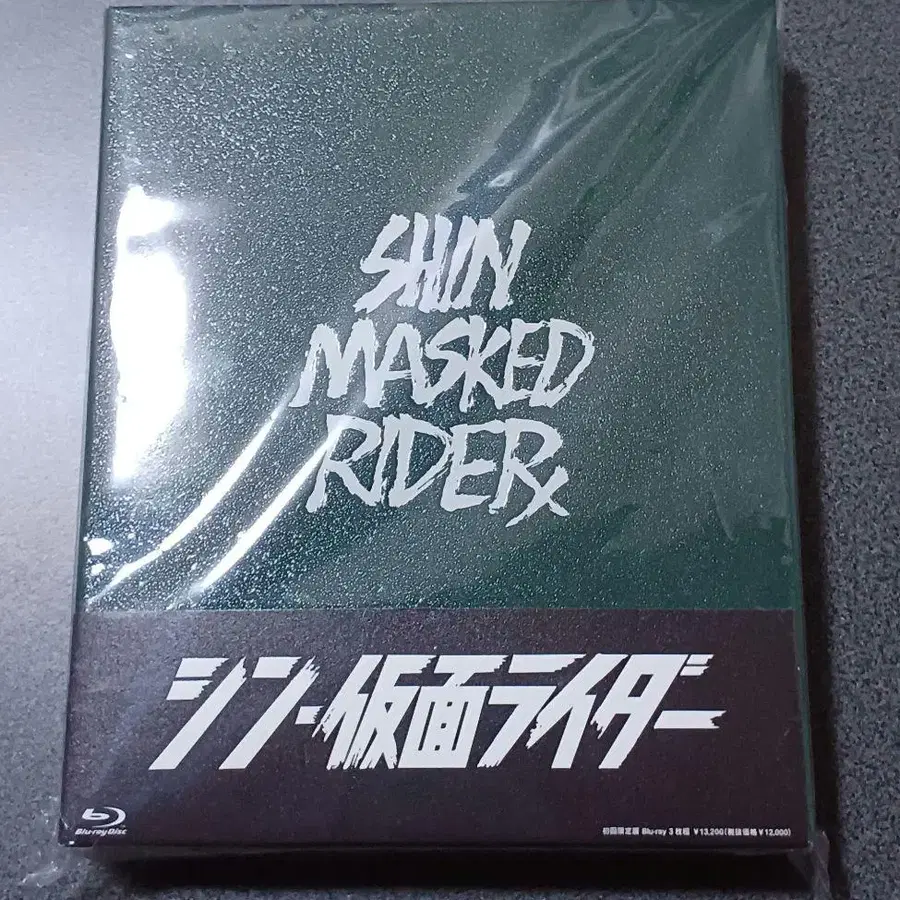 SHIN
MASKED
RIDER
シン・仮面ライダー
Blu-ray Disc
初回限定版 Blu-ray 3枚組 ¥13,200(税抜価格 ¥12,000)